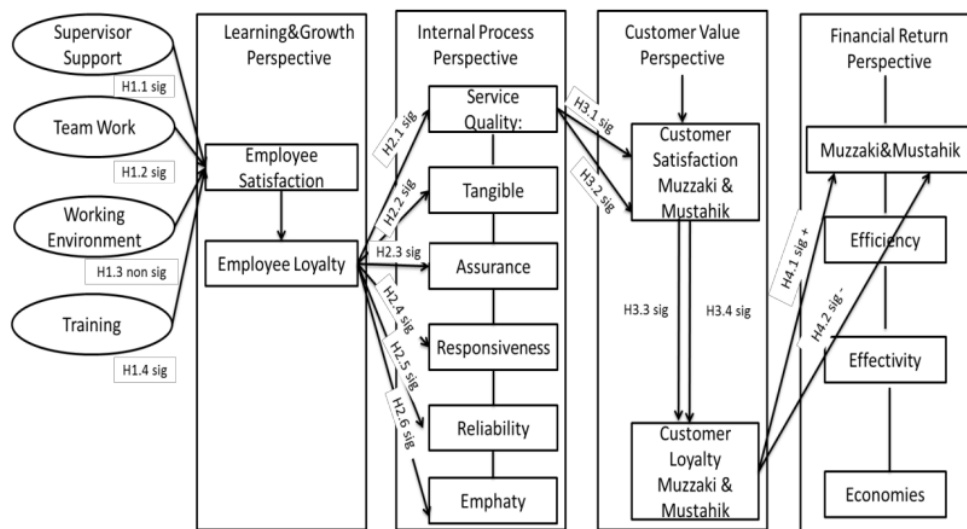 Supervisor
Support
H1.1 sig
Team Work
H1.2 sig
Working
Environment
H1.3 non sig
Training
H1.4 sig
Learning&Growth
Perspective
Employee
Satisfaction
Employee Loyalty
H2.1 sig
H2.2 sig
H2.3 sig
H2.4 sig
H2.5 sig
H2.6 sig
Internal Process
Perspective
Service
Quality:
Tangible
Assurance
Responsiveness
Reliability
Emphaty
H3.1 sig
H3.2 sig
Customer Value
Perspective
Customer
Satisfaction
Muzzaki &
Mustahik
H3.3 sig
H3.4 sig
Customer
Loyalty
Muzzaki &
Mustahik
H4.1 sig +
H4.2 sig -
Financial Return
Perspective
Muzzaki&Mustahik
Efficiency
Effectivity
Economies